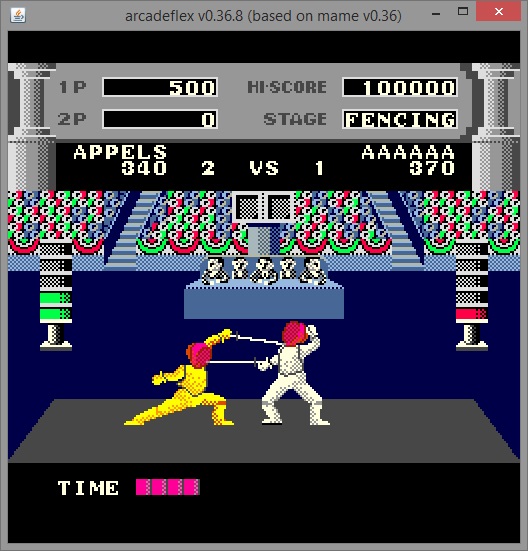 arcadeflex v0.36.8 (based on mame v0.36)
1P 500 HI-SCORE 100000
2P 0 STAGE FENCING
APPELS AAAAAA
340 2 VS 1 370
TIME